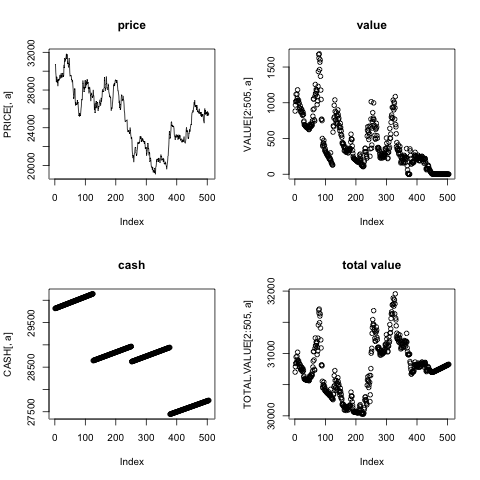 price
PRICE[, a]
20000 24000 28000 32000
0 100 200 300 400 500
Index
value
VALUE[2:505, a]
0 500 1000 1500
0 100 200 300 400 500
Index
cash
CASH[, a]
27500 28500 29500
0 100 200 300 400 500
Index
total value
TOTAL.VALUE[2:505, a]
30000 31000 32000
0 100 200 300 400 500
Index